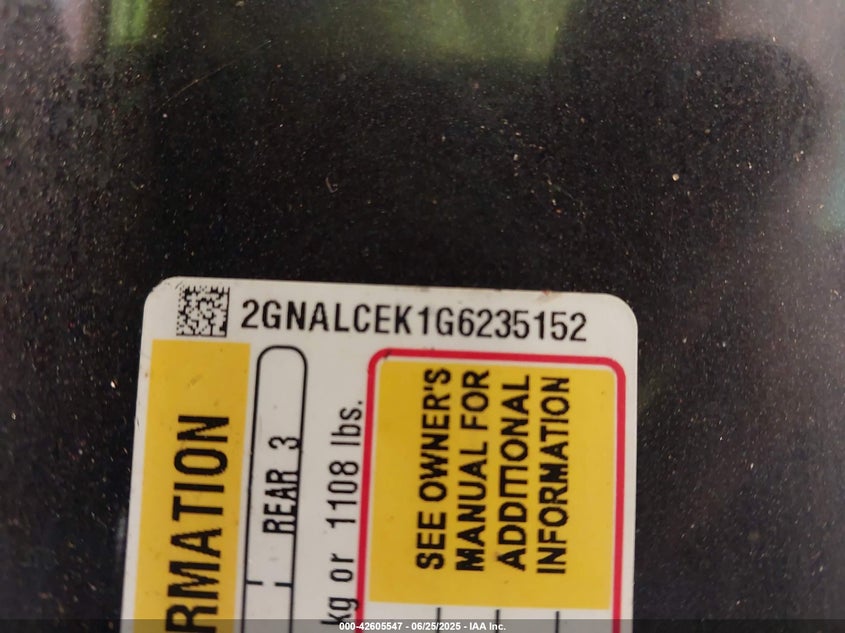 2GNALCEK1G6235152
RMATION
REAR 3
kg or 1108 lbs.
SEE OWNER'S
MANUAL FOR
ADDITIONAL
INFORMATION
000-42605547 - 06/25/2025 - IAA Inc.